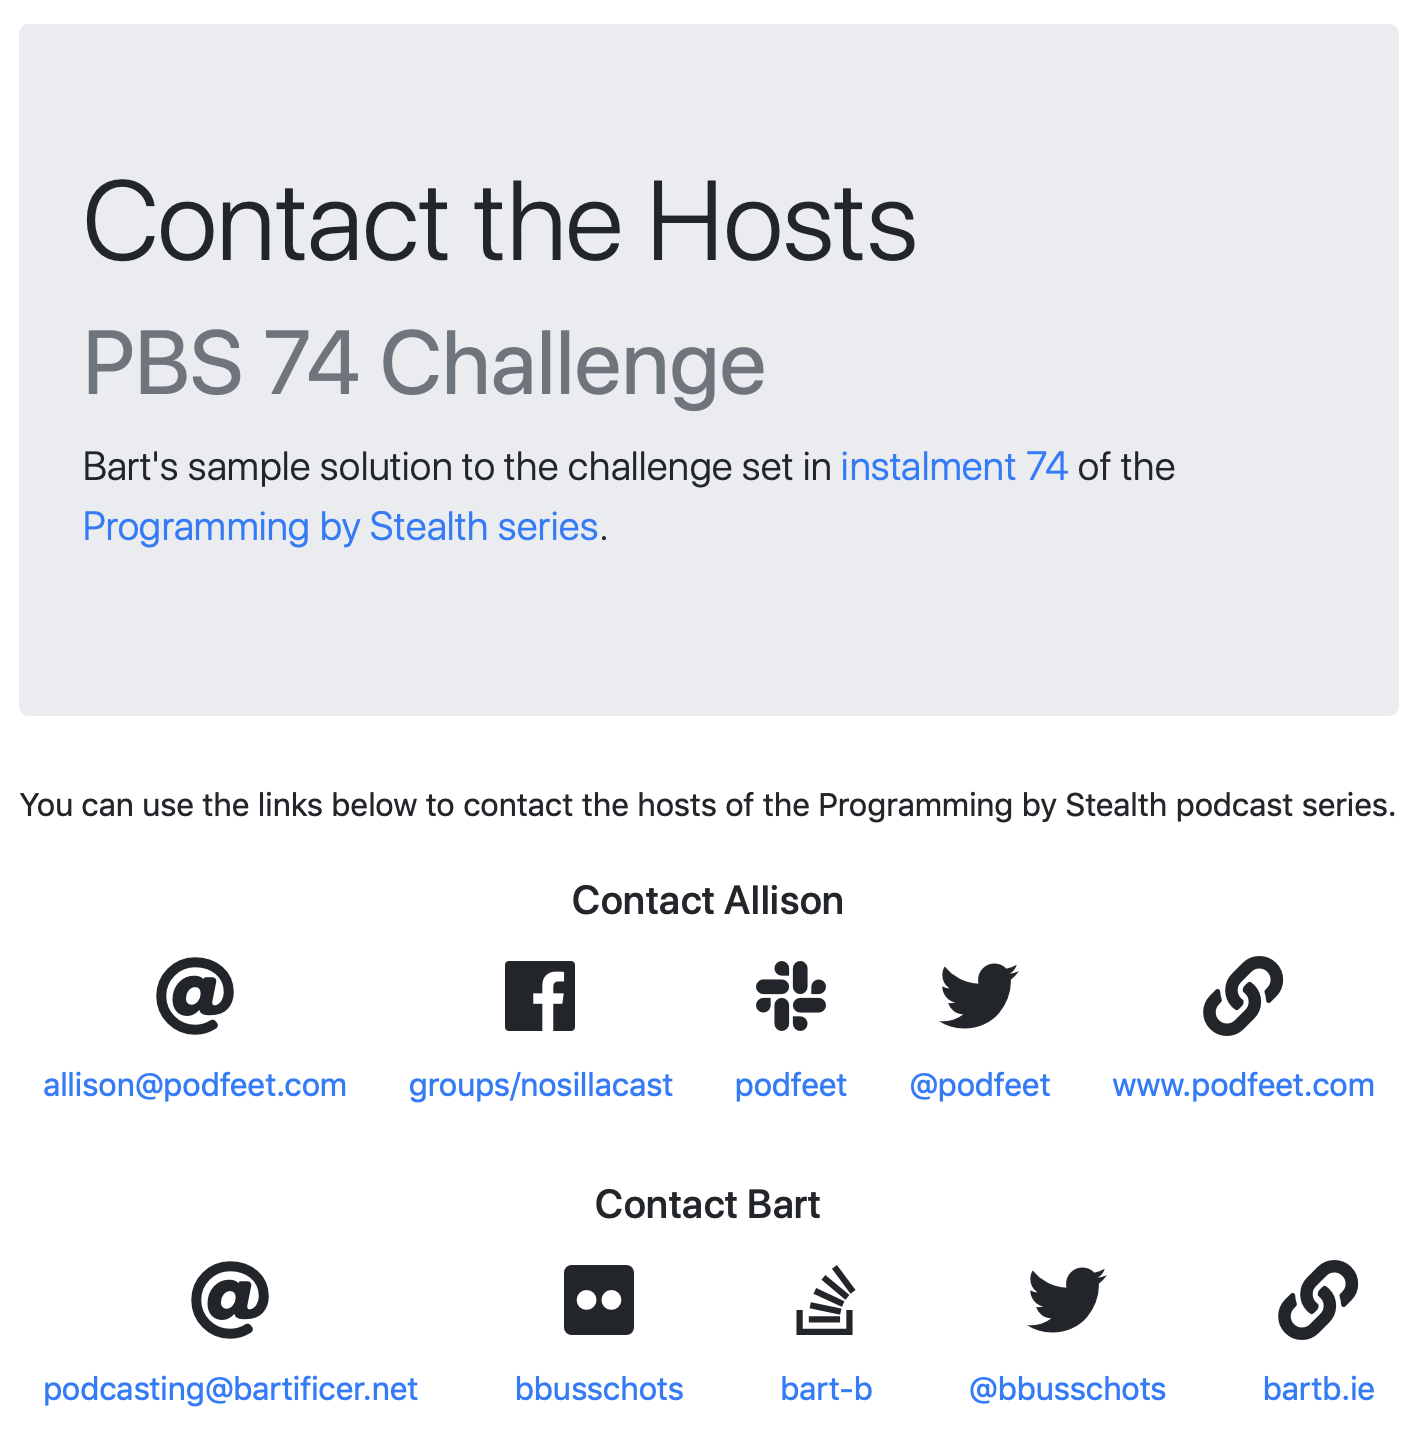 Contact the Hosts
PBS 74 Challenge
Bart's sample solution to the challenge set in instalment 74 of the
Programming by Stealth series.
You can use the links below to contact the hosts of the Programming by Stealth podcast series.
Contact Allison
allison@podfeet.com groups/nosillacast podfeet @podfeet www.podfeet.com
Contact Bart
podcasting@bartificer.net bbusschots bart-b @bbusschots bartb.ie